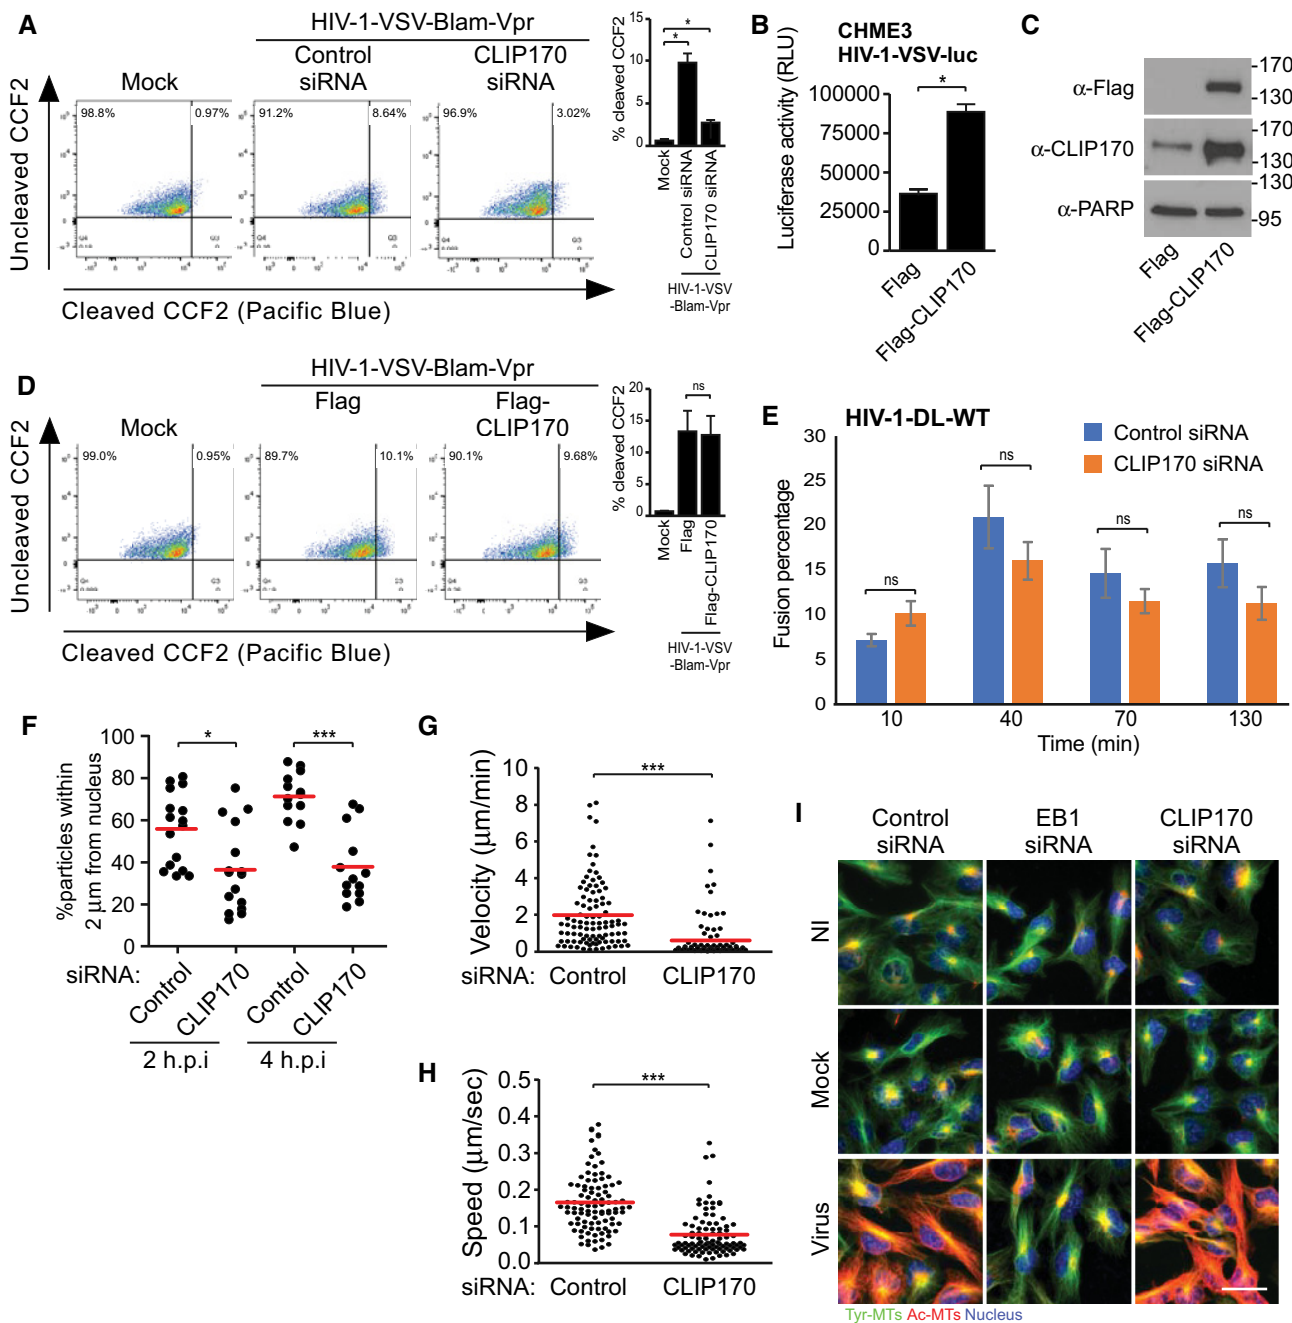 A
HIV-1-VSV-Blam-Vpr
Mock
Control
siRNA
CLIP170
siRNA
Uncleaved CCF2
98.8%
0.97%
91.2%
8.64%
96.9%
3.02%
Cleaved CCF2 (Pacific Blue)
% cleaved CCF2
15
10
5
0
*
*
Mock
Control siRNA
CLIP170 siRNA
HIV-1-VSV
-Blam-Vpr
B
CHME3
HIV-1-VSV-luc
Luciferase activity (RLU)
100000
75000
50000
25000
0
*
Flag
Flag-CLIP170
C
α-Flag
-170
-130
α-CLIP170
-170
-130
α-PARP
-130
-95
Flag
Flag-CLIP170
D
HIV-1-VSV-Blam-Vpr
Mock
Flag
Flag-
CLIP170
Uncleaved CCF2
99.0%
0.95%
89.7%
10.1%
90.1%
9.68%
Cleaved CCF2 (Pacific Blue)
% cleaved CCF2
20
15
10
5
0
ns
Mock
Flag
Flag-CLIP170
HIV-1-VSV
-Blam-Vpr
E
HIV-1-DL-WT
Control siRNA
CLIP170 siRNA
Fusion percentage
30
25
20
15
10
5
0
ns
ns
ns
ns
10
40
70
130
Time (min)
F
%particles within
2 µm from nucleus
100
80
60
40
20
0
*
***
siRNA:
Control
CLIP170
Control
CLIP170
2 h.p.i
4 h.p.i
G
Velocity (µm/min)
10
8
6
4
2
0
***
siRNA: Control CLIP170
H
Speed (µm/sec)
0.5
0.4
0.3
0.2
0.1
0.0
***
siRNA: Control CLIP170
I
Control
siRNA
EB1
siRNA
CLIP170
siRNA
NI
Mock
Virus
Tyr-MTs Ac-MTs Nucleus